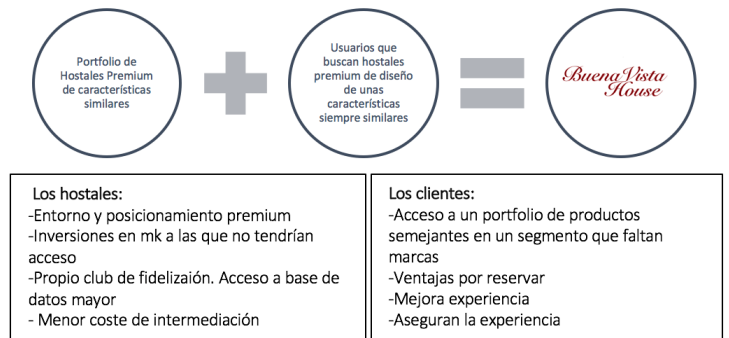 Portfolio de
Hostales Premium
de características
similares
Usuarios que
buscan hostales
premium de diseño
de unas
características
siempre similares
Buena Vista
House
Los hostales:
-Entorno y posicionamiento premium
-Inversiones en mk a las que no tendrían
acceso
-Propio club de fidelizaión. Acceso a base de
datos mayor
- Menor coste de intermediación
Los clientes:
-Acceso a un portfolio de productos
semejantes en un segmento que faltan
marcas
-Ventajas por reservar
-Mejora experiencia
-Aseguran la experiencia